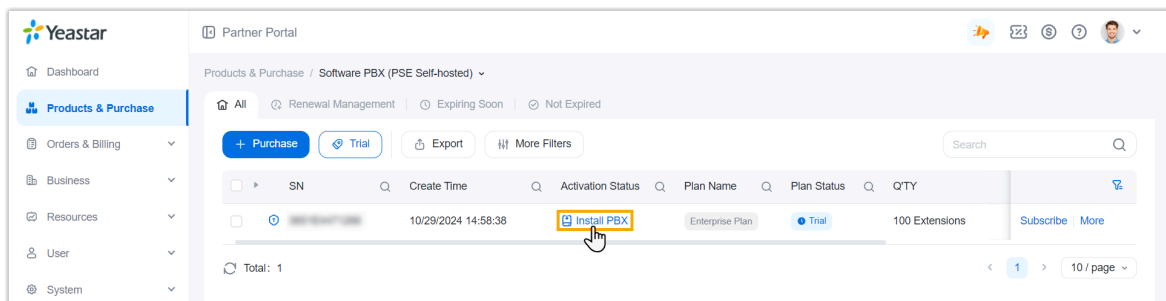 Yeastar
Partner Portal
Dashboard
Products & Purchase
Orders & Billing
Business
Resources
User
System
Products & Purchase / Software PBX (PSE Self-hosted)
All Renewal Management Expiring Soon Not Expired
+ Purchase Trial Export More Filters Search
SN Create Time Activation Status Plan Name Plan Status Q'TY
10/29/2024 14:58:38 Install PBX Enterprise Plan Trial 100 Extensions Subscribe More
Total: 1 < 1 > 10 / page